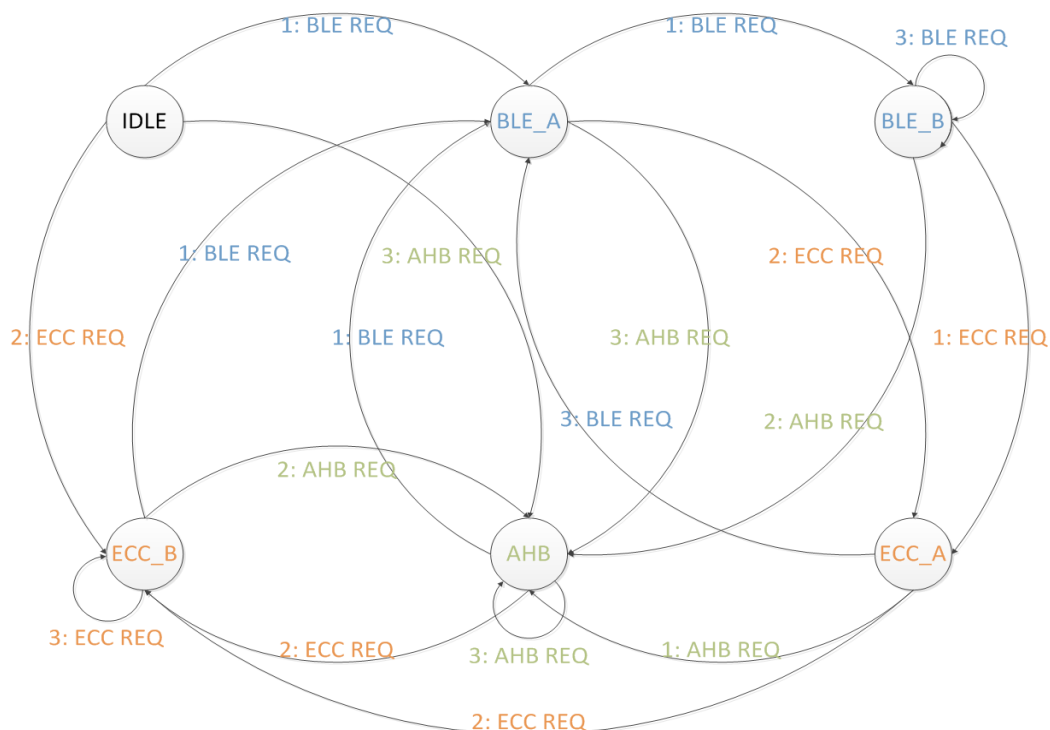 1: BLE REQ
1: BLE REQ
3: BLE REQ
IDLE
BLE_A
BLE_B
1: BLE REQ
3: AHB REQ
2: ECC REQ
2: ECC REQ
1: BLE REQ
3: AHB REQ
1: ECC REQ
3: BLE REQ
2: AHB REQ
2: AHB REQ
ECC_B
AHB
ECC_A
3: ECC REQ
2: ECC REQ
3: AHB REQ
1: AHB REQ
2: ECC REQ